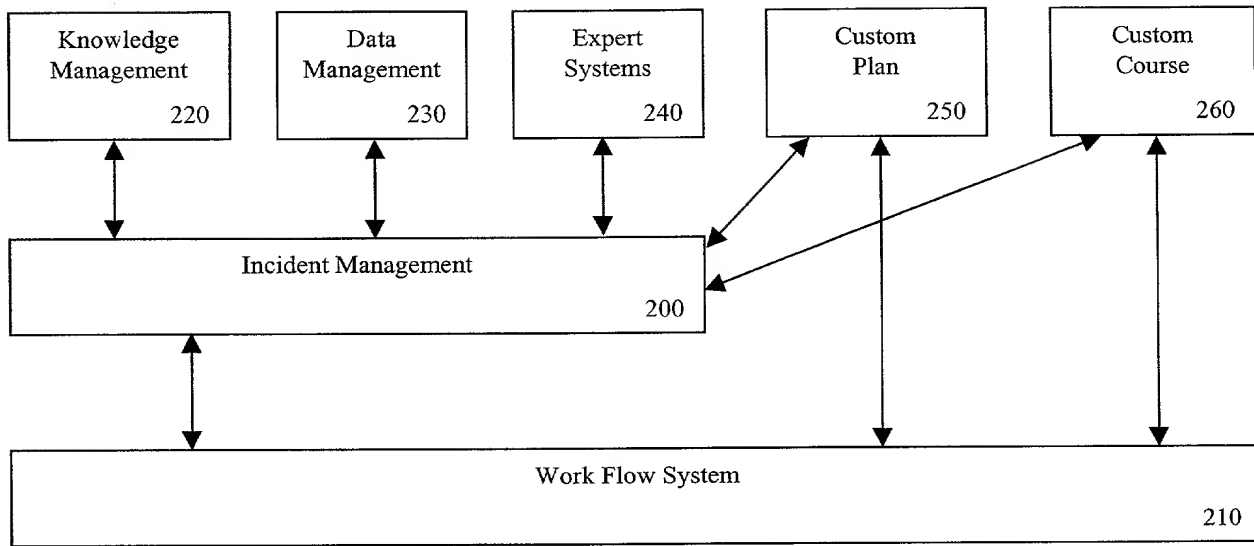 Knowledge
Management
220
Data
Management
230
Expert
Systems
240
Custom
Plan
250
Custom
Course
260
Incident Management
200
Work Flow System
210